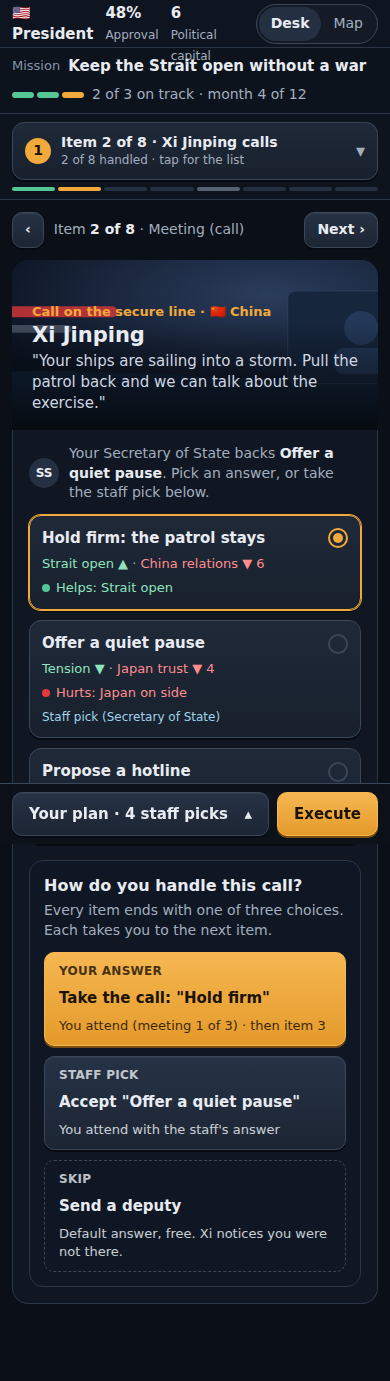 🇺🇸
President
48%
Approval
6
Political
capital
Desk
Map
Mission Keep the Strait open without a war
2 of 3 on track · month 4 of 12
1
Item 2 of 8 · Xi Jinping calls
2 of 8 handled · tap for the list
▼
‹
Item 2 of 8 · Meeting (call)
Next ›
Call on the secure line · 🇨🇳 China
Xi Jinping
"Your ships are sailing into a storm. Pull the
patrol back and we can talk about the
exercise."
SS
Your Secretary of State backs Offer a
quiet pause. Pick an answer, or take
the staff pick below.
Hold firm: the patrol stays
Strait open ▲ · China relations ▼ 6
Helps: Strait open
Offer a quiet pause
Tension ▼ · Japan trust ▼ 4
Hurts: Japan on side
Staff pick (Secretary of State)
Propose a hotline
Your plan · 4 staff picks ▲
Execute
How do you handle this call?
Every item ends with one of three choices.
Each takes you to the next item.
YOUR ANSWER
Take the call: "Hold firm"
You attend (meeting 1 of 3) · then item 3
STAFF PICK
Accept "Offer a quiet pause"
You attend with the staff's answer
SKIP
Send a deputy
Default answer, free. Xi notices you were
not there.